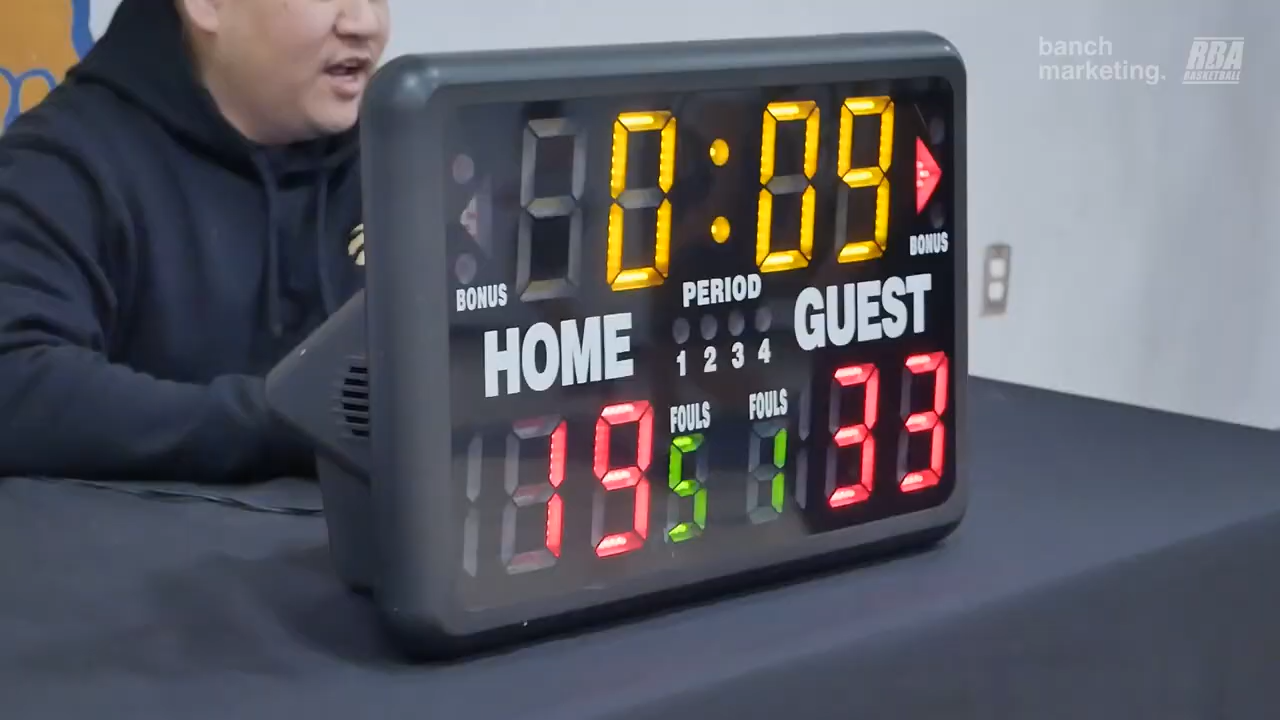 banch
marketing.
RBA
BASKETBALL
0:09
BONUS
BONUS
PERIOD
HOME
GUEST
1 2 3 4
FOULS
FOULS
19
5
1
33